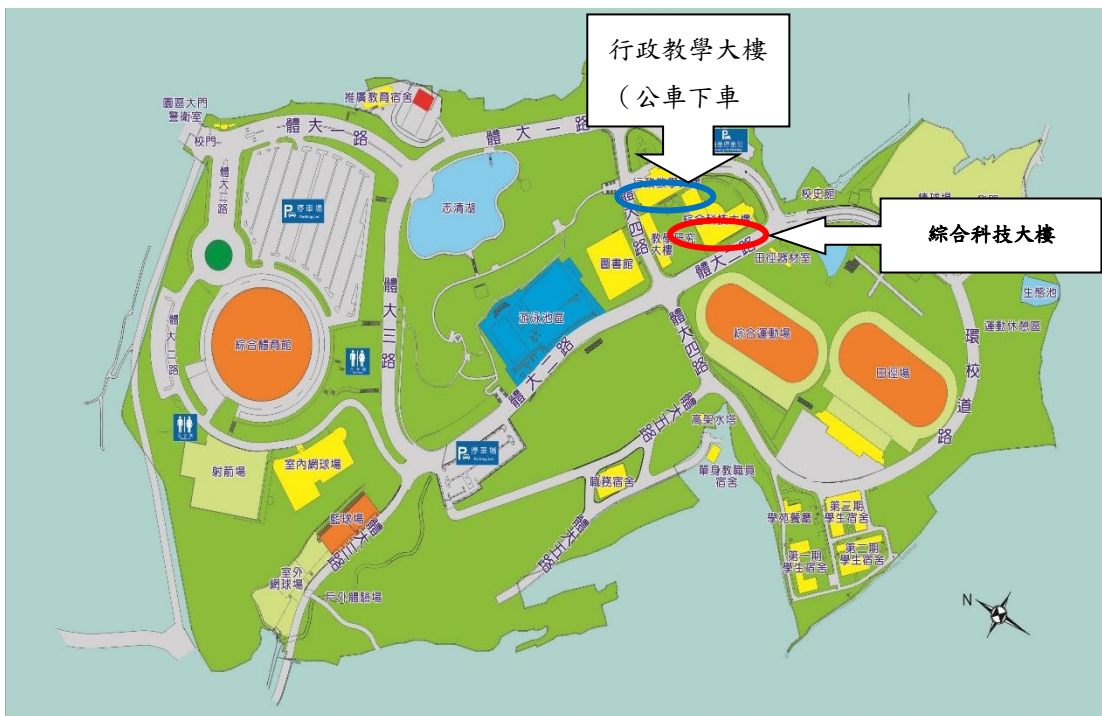 行政教學大樓
（公車下車
綜合科技大樓
推廣教育宿舍
園區大門
警衛室
校門
體大一路
體大一路
體大二路
停車場
Parking Lot
志清湖
體大四路
綜合科技大樓
教學研究
大樓
圖書館
校史館
體大二路
田徑器材室
生態池
運動休憩區
環校道路
綜合運動場
田徑場
游泳池區
體大三路
體大二路
體大四路
體大二路
綜合體育館
體大五路
高架水塔
單身教職員
宿舍
停車場
射箭場
室內網球場
職務宿舍
籃球場
體大三路
體大五路
學苑餐廳
第三期
學生宿舍
第一期
學生宿舍
第二期
學生宿舍
室外
網球場
戶外體驗場
N